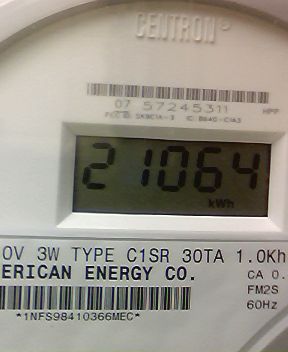 CENTRON®
07 57245311 HPP
21064
kWh
0V 3W TYPE C1SR 30TA 1.0Kh
ERICAN ENERGY CO. CA 0.
FM2S
60Hz
*1NFS98410366MEC*